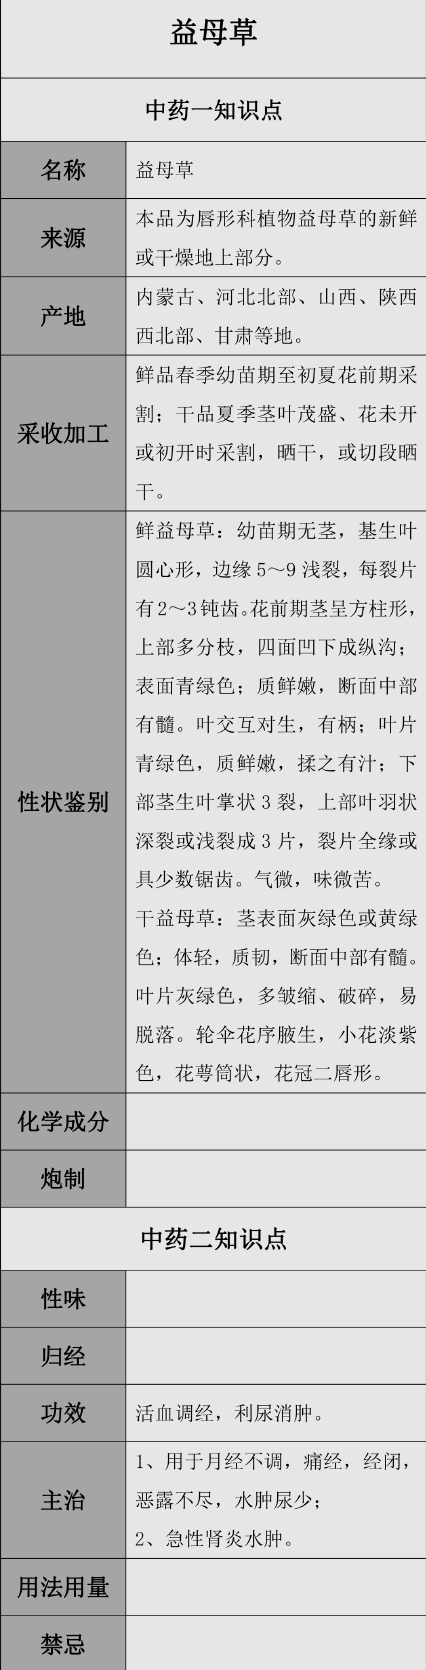 益母草
中药一知识点
名称
益母草
来源
本品为唇形科植物益母草的新鲜
或干燥地上部分。
产地
内蒙古、河北北部、山西、陕西
西北部、甘肃等地。
采收加工
鲜品春季幼苗期至初夏花前期采
割；干品夏季茎叶茂盛、花未开
或初开时采割，晒干，或切段晒
干。
性状鉴别
鲜益母草：幼苗期无茎，基生叶
圆心形，边缘5～9浅裂，每裂片
有2～3钝齿。花前期茎呈方柱形，
上部多分枝，四面凹下成纵沟；
表面青绿色；质鲜嫩，断面中部
有髓。叶交互对生，有柄；叶片
青绿色，质鲜嫩，揉之有汁；下
部茎生叶掌状3裂，上部叶羽状
深裂或浅裂成3片，裂片全缘或
具少数锯齿。气微，味微苦。
干益母草：茎表面灰绿色或黄绿
色；体轻，质韧，断面中部有髓。
叶片灰绿色，多皱缩、破碎，易
脱落。轮伞花序腋生，小花淡紫
色，花萼筒状，花冠二唇形。
化学成分
炮制
中药二知识点
性味
归经
功效
活血调经，利尿消肿。
主治
1、用于月经不调，痛经，经闭，
恶露不尽，水肿尿少；
2、急性肾炎水肿。
用法用量
禁忌